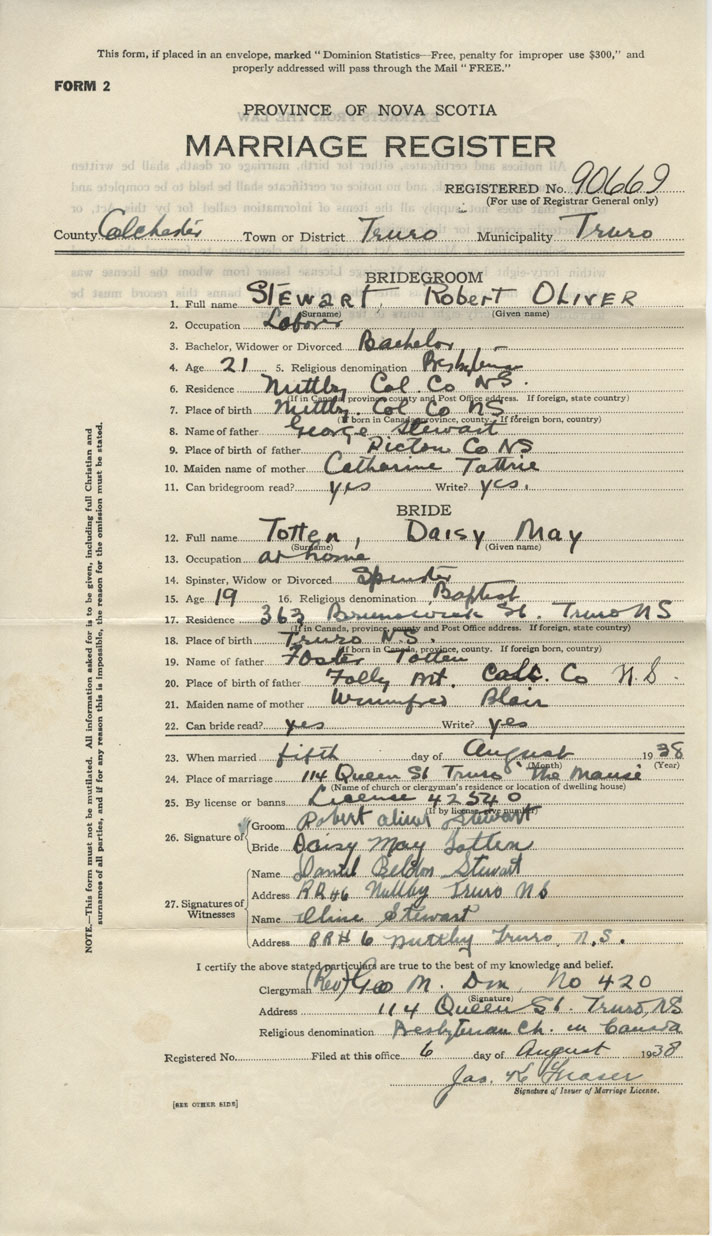 This form, if placed in an envelope, marked "Dominion Statistics—Free, penalty for improper use $300," and
properly addressed will pass through the Mail "FREE."
FORM 2
PROVINCE OF NOVA SCOTIA
MARRIAGE REGISTER
REGISTERED No. 90669
(For use of Registrar General only)
County Colchester Town or District Truro Municipality Truro
BRIDEGROOM
1. Full name STEWART, Robert OLIVER
(Surname) (Given name)
2. Occupation Laborer
3. Bachelor, Widower or Divorced Bachelor
4. Age 21 5. Religious denomination Presbyterian
6. Residence Nuttby Col. Co NS.
(If in Canada, province, county and Post Office address. If foreign, state country)
7. Place of birth Nuttby. Col Co NS
(If born in Canada, province, county. If foreign born, country)
8. Name of father George Stewart
9. Place of birth of father Pictou Co NS
10. Maiden name of mother Catharine Tattrie
11. Can bridegroom read? yes Write? yes.
BRIDE
12. Full name Totten, Daisy May
(Surname) (Given name)
13. Occupation at home
14. Spinster, Widow or Divorced Spinster
15. Age 19 16. Religious denomination Baptist
17. Residence 363 Brunswick St. Truro NS
(If in Canada, province, county and Post Office address. If foreign, state country)
18. Place of birth Truro N.S.
(If born in Canada, province, county. If foreign born, country)
19. Name of father Foster Totten
20. Place of birth of father Folly Mt. Colc. Co N.S.
21. Maiden name of mother Winnifred Blair
22. Can bride read? yes Write? yes
23. When married fifth day of August 1938
(Month) (Year)
24. Place of marriage 114 Queen St Truro "The Manse"
(Name of church or clergyman's residence or location of dwelling house)
25. By license or banns License 42540
(If by license, give number)
26. Signature of
Groom Robert Oliver Stewart
Bride Daisy May Totten
27. Signatures of Witnesses
Name Daniel Beldon Stewart
Address RR#6 Nuttby Truro NS
Name Stewart
Address RR#6 Nuttby Truro, N.S.
I certify the above stated particulars are true to the best of my knowledge and belief.
Clergyman (Rev) Geo M. No 420
(Signature)
Address 114 Queen St. Truro, NS
Religious denomination Presbyterian Ch. in Canada
Registered No. Filed at this office 6 day of August 1938
Jas. K Fraser
Signature of Issuer of Marriage License.
[SEE OTHER SIDE]
NOTE.—This form must not be mutilated. All information asked for is to be given, including full Christian and
surnames of all parties, and if for any reason this is impossible, the reason for the omission must be stated.